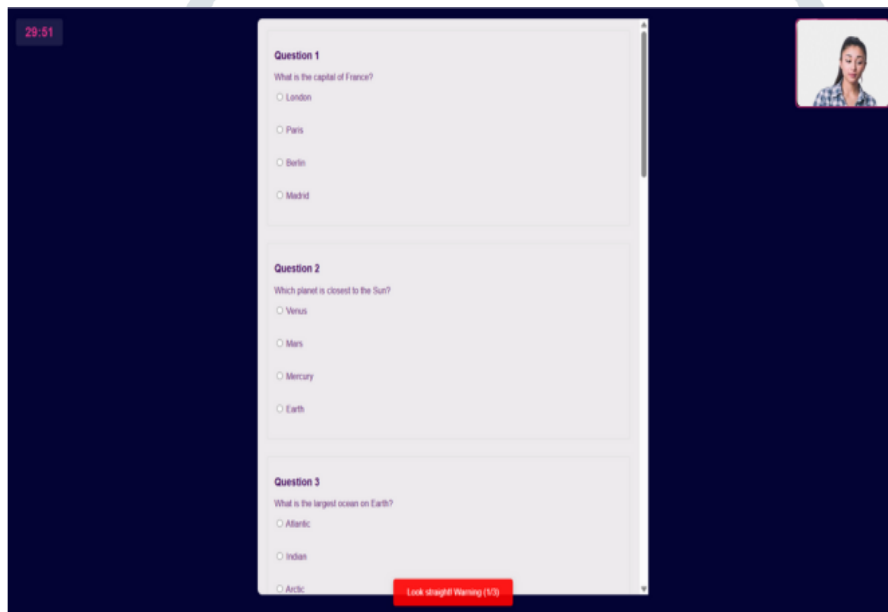 29:51
Question 1
What is the capital of France?
London
Paris
Berlin
Madrid
Question 2
Which planet is closest to the Sun?
Venus
Mars
Mercury
Earth
Question 3
What is the largest ocean on Earth?
Atlantic
Indian
Arctic
Look straight! Warning (1/3)